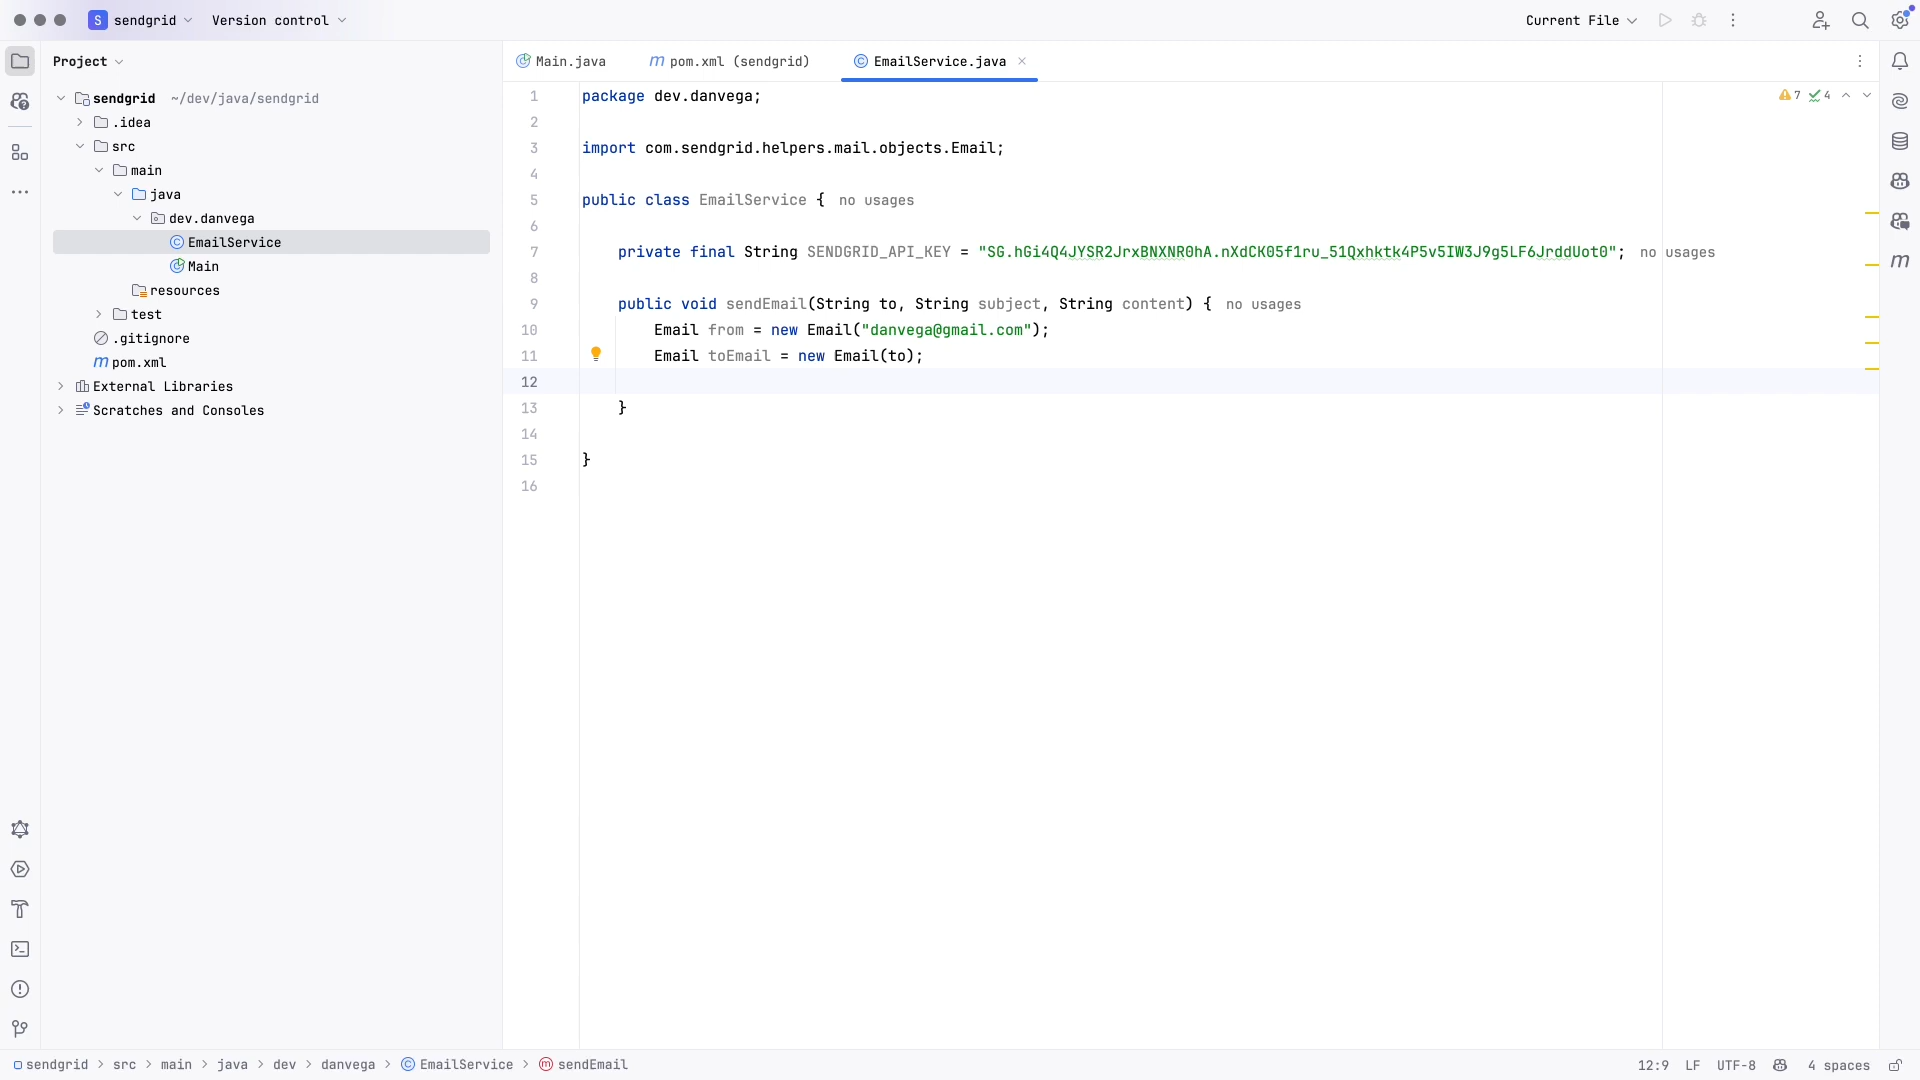 S sendgrid Version control Current File
Project
Main.java m pom.xml (sendgrid) C EmailService.java
sendgrid ~/dev/java/sendgrid
.idea
src
main
java
dev.danvega
C EmailService
C Main
resources
test
.gitignore
m pom.xml
External Libraries
Scratches and Consoles
7 4
1 package dev.danvega;
2
3 import com.sendgrid.helpers.mail.objects.Email;
4
5 public class EmailService { no usages
6
7 private final String SENDGRID_API_KEY = "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"; no usages
8
9 public void sendEmail(String to, String subject, String content) { no usages
10 Email from = new Email("danvega@gmail.com");
11 Email toEmail = new Email(to);
12
13 }
14
15 }
16
m
sendgrid > src > main > java > dev > danvega > C EmailService > m sendEmail
12:9 LF UTF-8 4 spaces